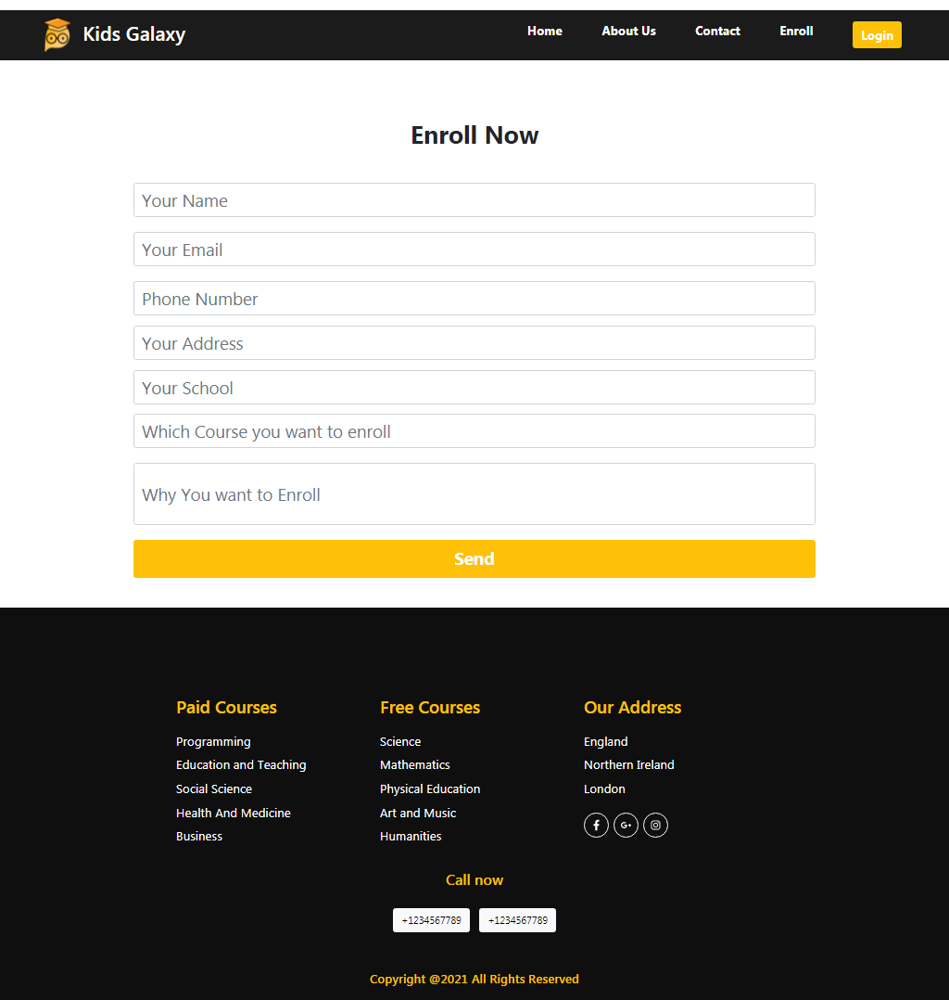 Kids Galaxy
Home About Us Contact Enroll Login
Enroll Now
Your Name
Your Email
Phone Number
Your Address
Your School
Which Course you want to enroll
Why You want to Enroll
Send
Paid Courses
Programming
Education and Teaching
Social Science
Health And Medicine
Business
Free Courses
Science
Mathematics
Physical Education
Art and Music
Humanities
Our Address
England
Northern Ireland
London
Call now
+1234567789 +1234567789
Copyright @2021 All Rights Reserved